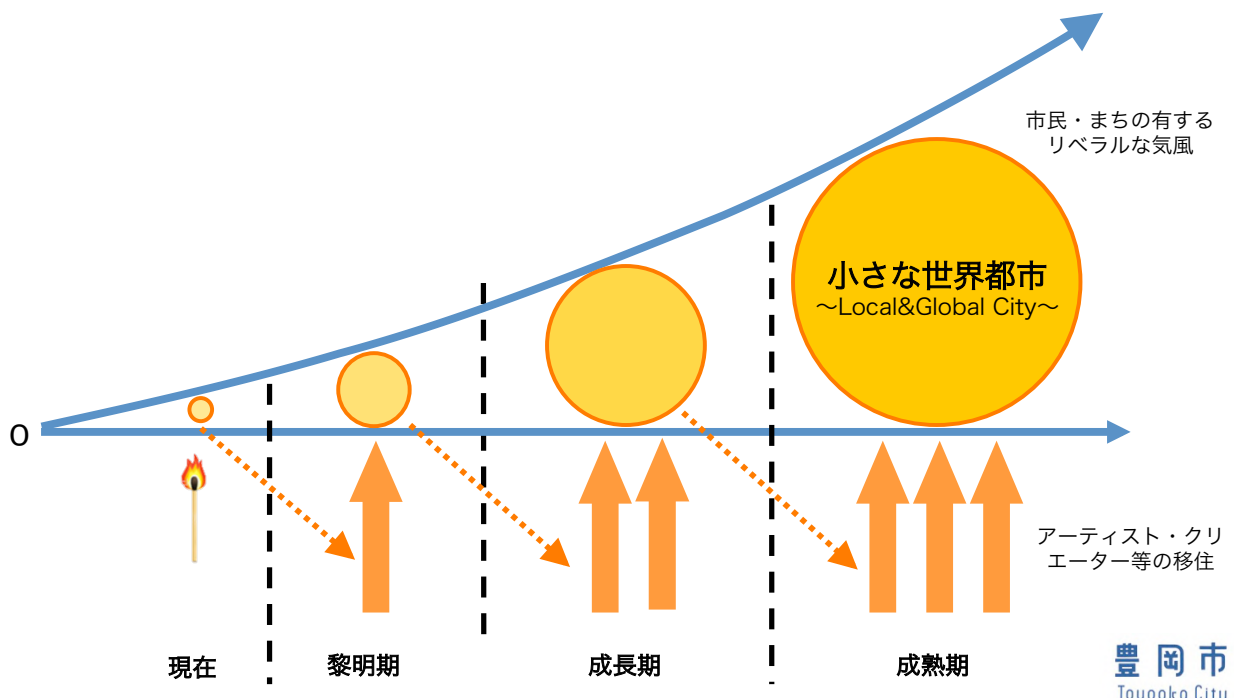 市民・まちの有する
リベラルな気風
小さな世界都市
〜Local&Global City〜
0
アーティスト・クリ
エーター等の移住
現在
黎明期
成長期
成熟期
豊岡市
Toyooka City